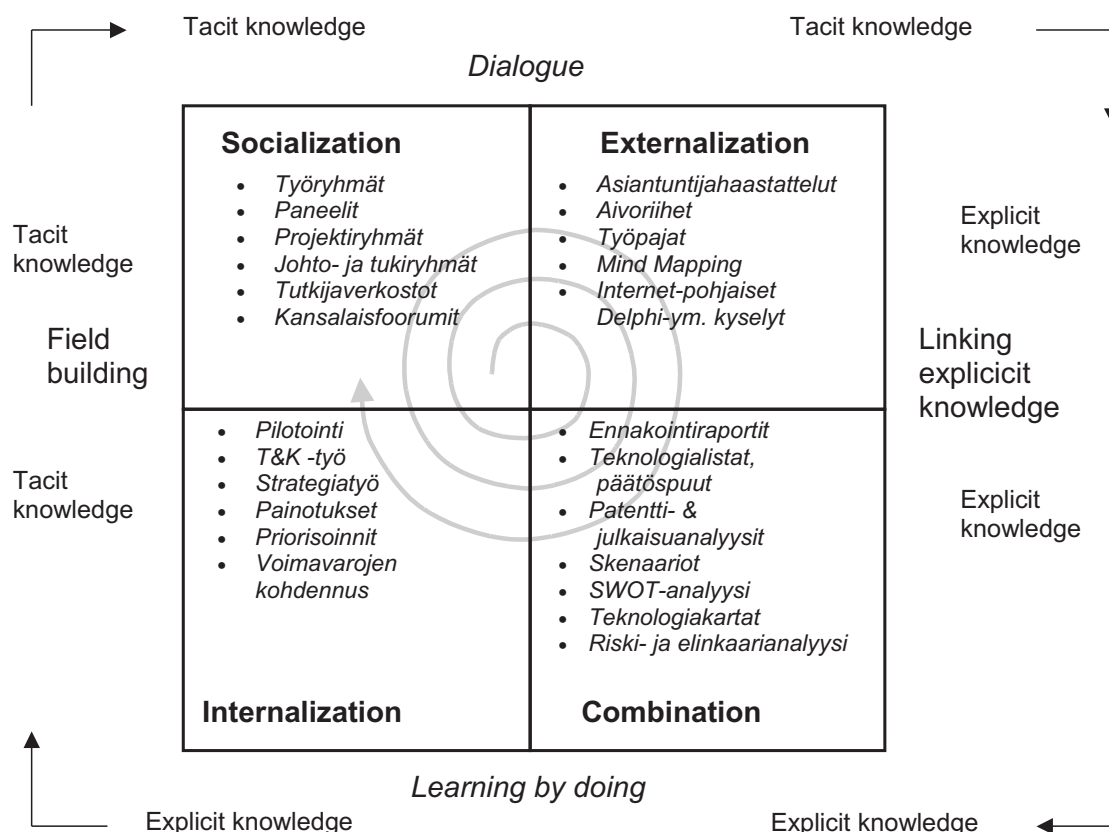 Tacit knowledge
Tacit knowledge
Dialogue
Socialization
• Työryhmät
• Paneelit
• Projektiryhmät
• Johto- ja tukiryhmät
• Tutkijaverkostot
• Kansalaisfoorumit
Externalization
• Asiantuntijahaastattelut
• Aivoriihet
• Työpajat
• Mind Mapping
• Internet-pohjaiset
Delphi-ym. kyselyt
Tacit
knowledge
Field
building
Tacit
knowledge
Explicit
knowledge
Linking
explicicit
knowledge
Explicit
knowledge
• Pilotointi
• T&K -työ
• Strategiatyö
• Painotukset
• Priorisoinnit
• Voimavarojen
kohdennus
Internalization
• Ennakointiraportit
• Teknologialistat,
päätöspuut
• Patentti- &
julkaisuanalyysit
• Skenaariot
• SWOT-analyysi
• Teknologiakartat
• Riski- ja elinkaarianalyysi
Combination
Learning by doing
Explicit knowledge
Explicit knowledge